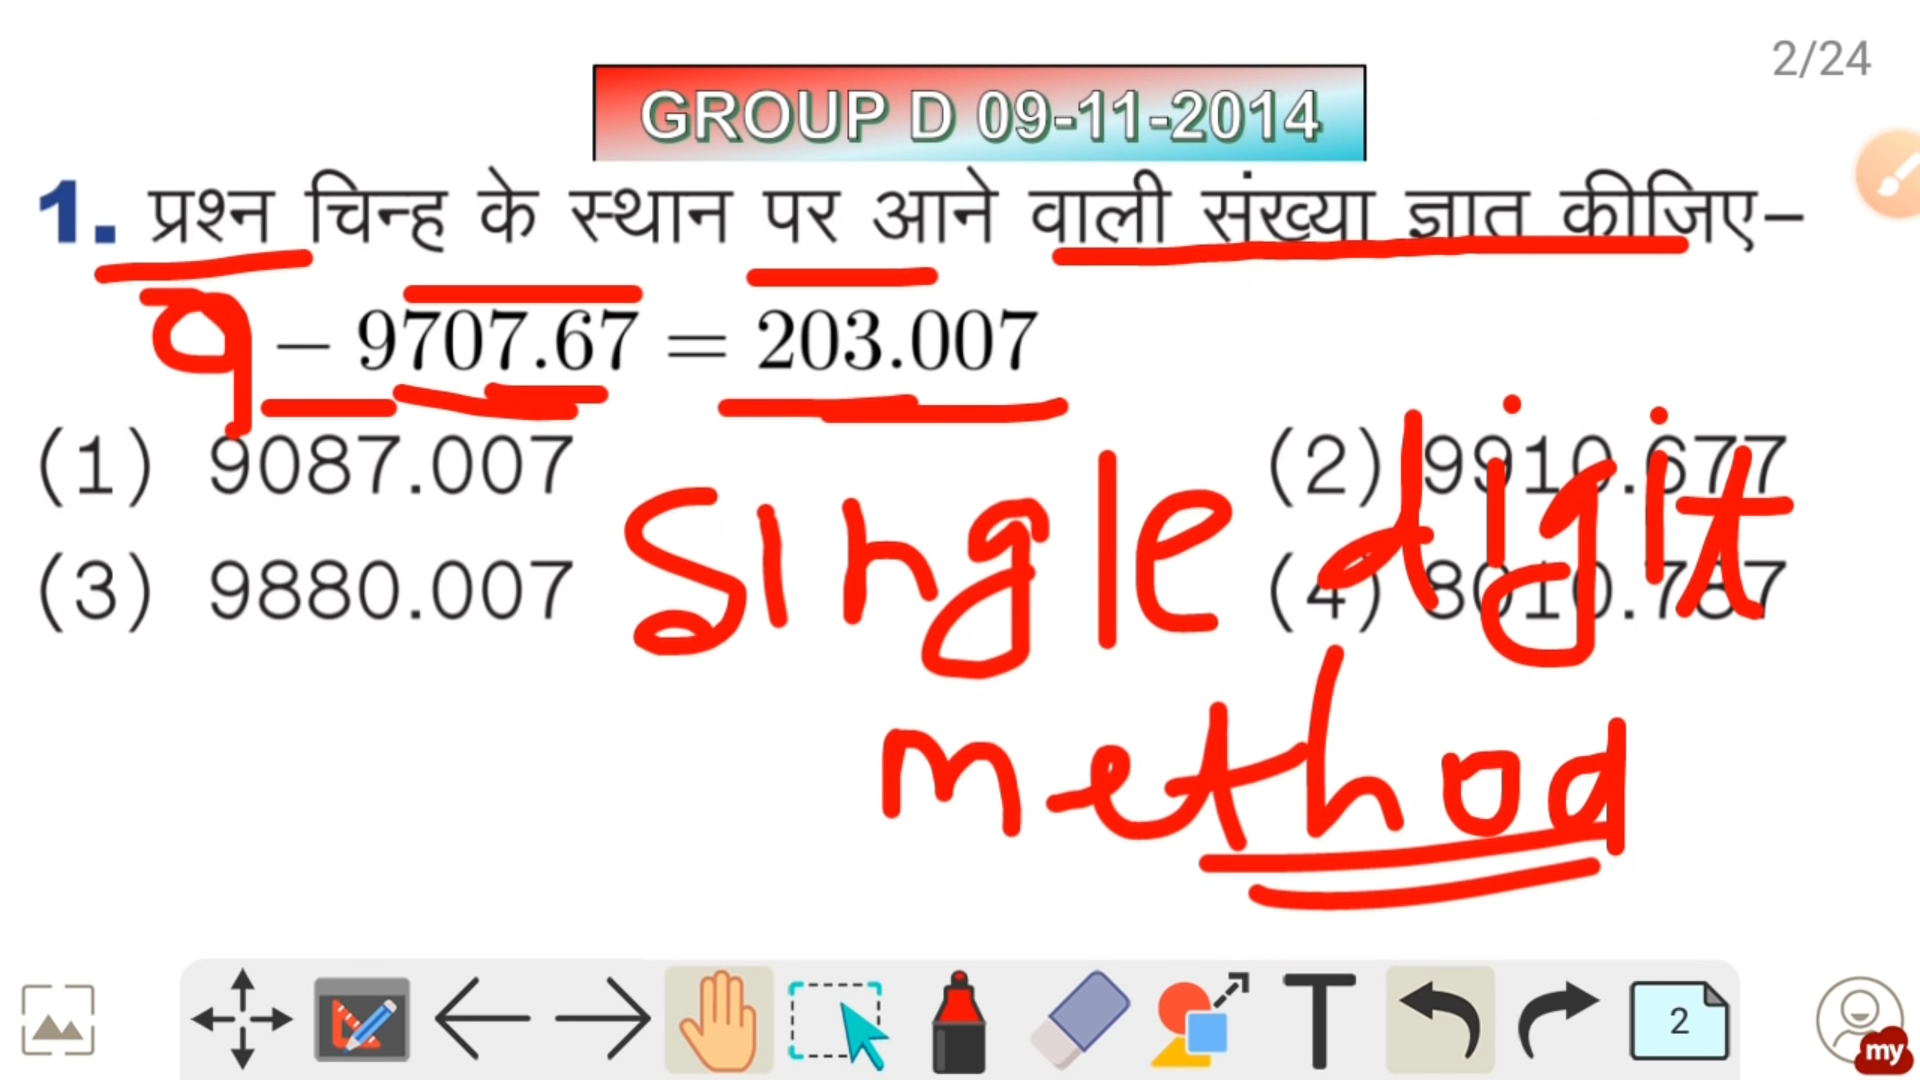 2/24
GROUP D 09-11-2014
1. प्रश्न चिन्ह के स्थान पर आने वाली संख्या ज्ञात कीजिए–
– 9707.67 = 203.007
(1) 9087.007 (2) 9910.677
(3) 9880.007 (4) 8010.787
single digit
method
2
my